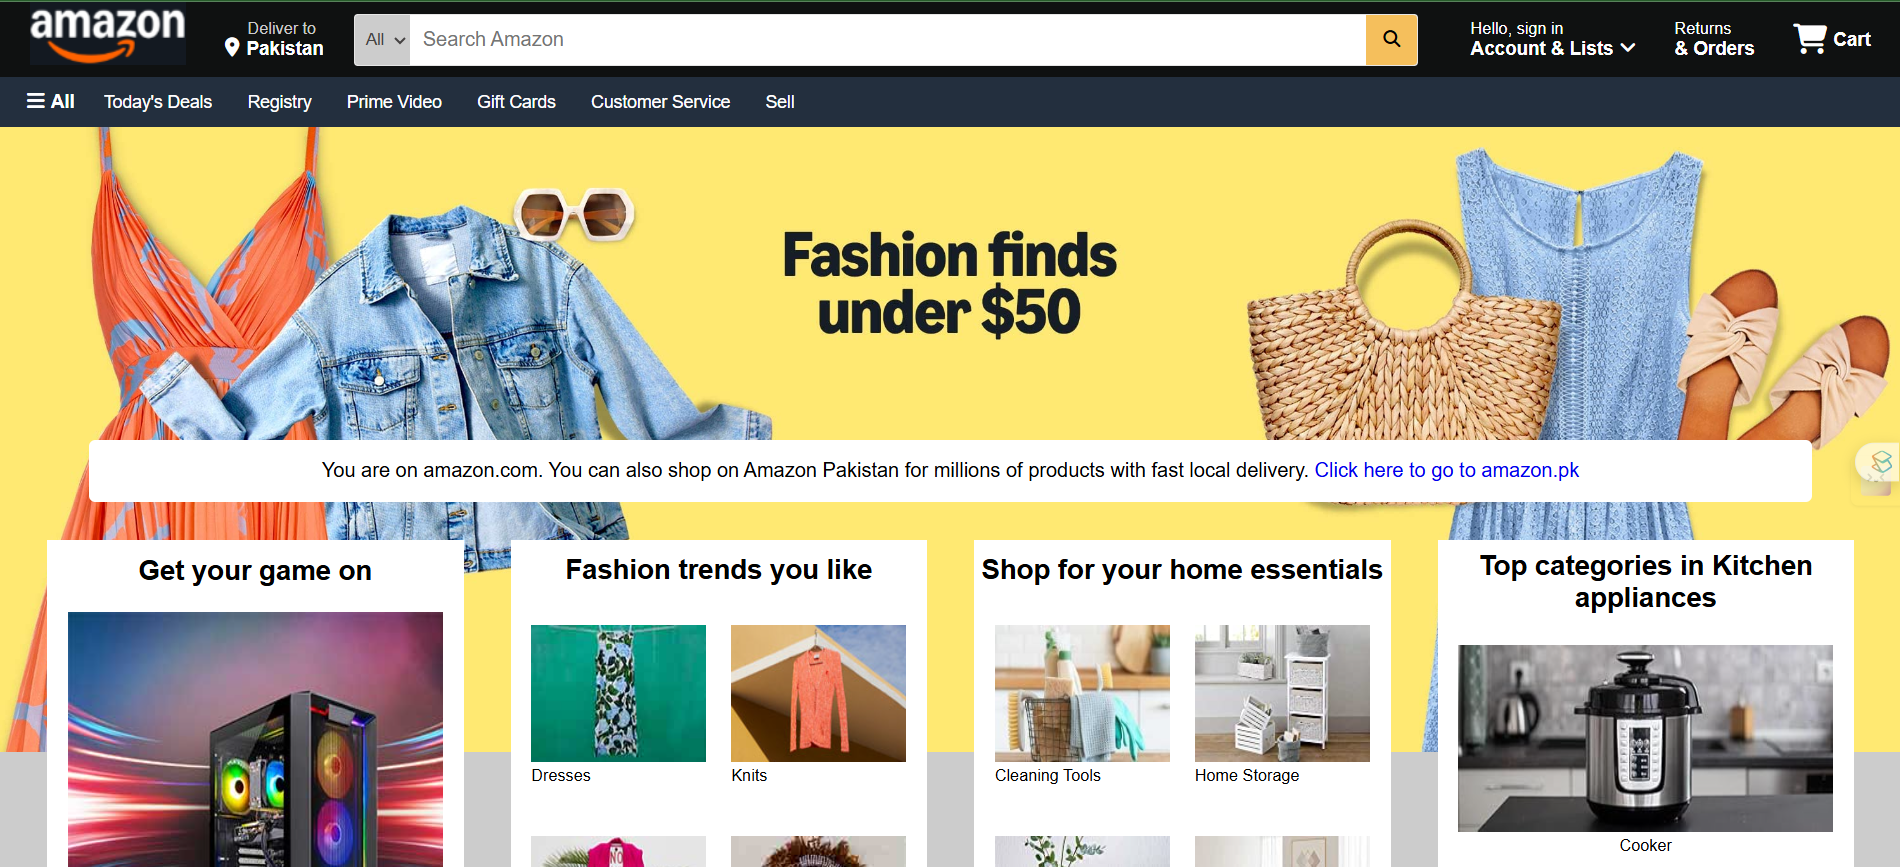 amazon
Deliver to
Pakistan
All
Search Amazon
Hello, sign in
Account & Lists
Returns
& Orders
Cart
All
Today's Deals
Registry
Prime Video
Gift Cards
Customer Service
Sell
Fashion finds
under $50
You are on amazon.com. You can also shop on Amazon Pakistan for millions of products with fast local delivery. Click here to go to amazon.pk
Get your game on
Fashion trends you like
Dresses
Knits
Shop for your home essentials
Cleaning Tools
Home Storage
Top categories in Kitchen
appliances
Cooker
NO